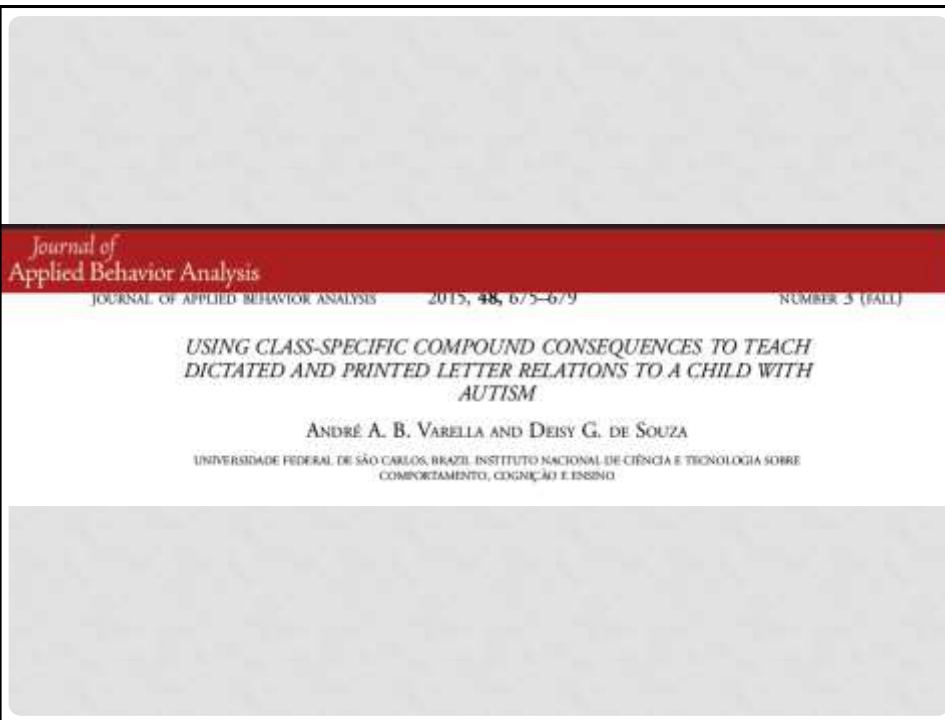 Journal of
Applied Behavior Analysis
JOURNAL OF APPLIED BEHAVIOR ANALYSIS 2015, 48, 675–679 NUMBER 3 (FALL)
USING CLASS-SPECIFIC COMPOUND CONSEQUENCES TO TEACH
DICTATED AND PRINTED LETTER RELATIONS TO A CHILD WITH
AUTISM
ANDRÉ A. B. VARELLA AND DEISY G. DE SOUZA
UNIVERSIDADE FEDERAL DE SÃO CARLOS, BRAZIL INSTITUTO NACIONAL DE CIÊNCIA E TECNOLOGIA SOBRE
COMPORTAMENTO, COGNIÇÃO E ENSINO